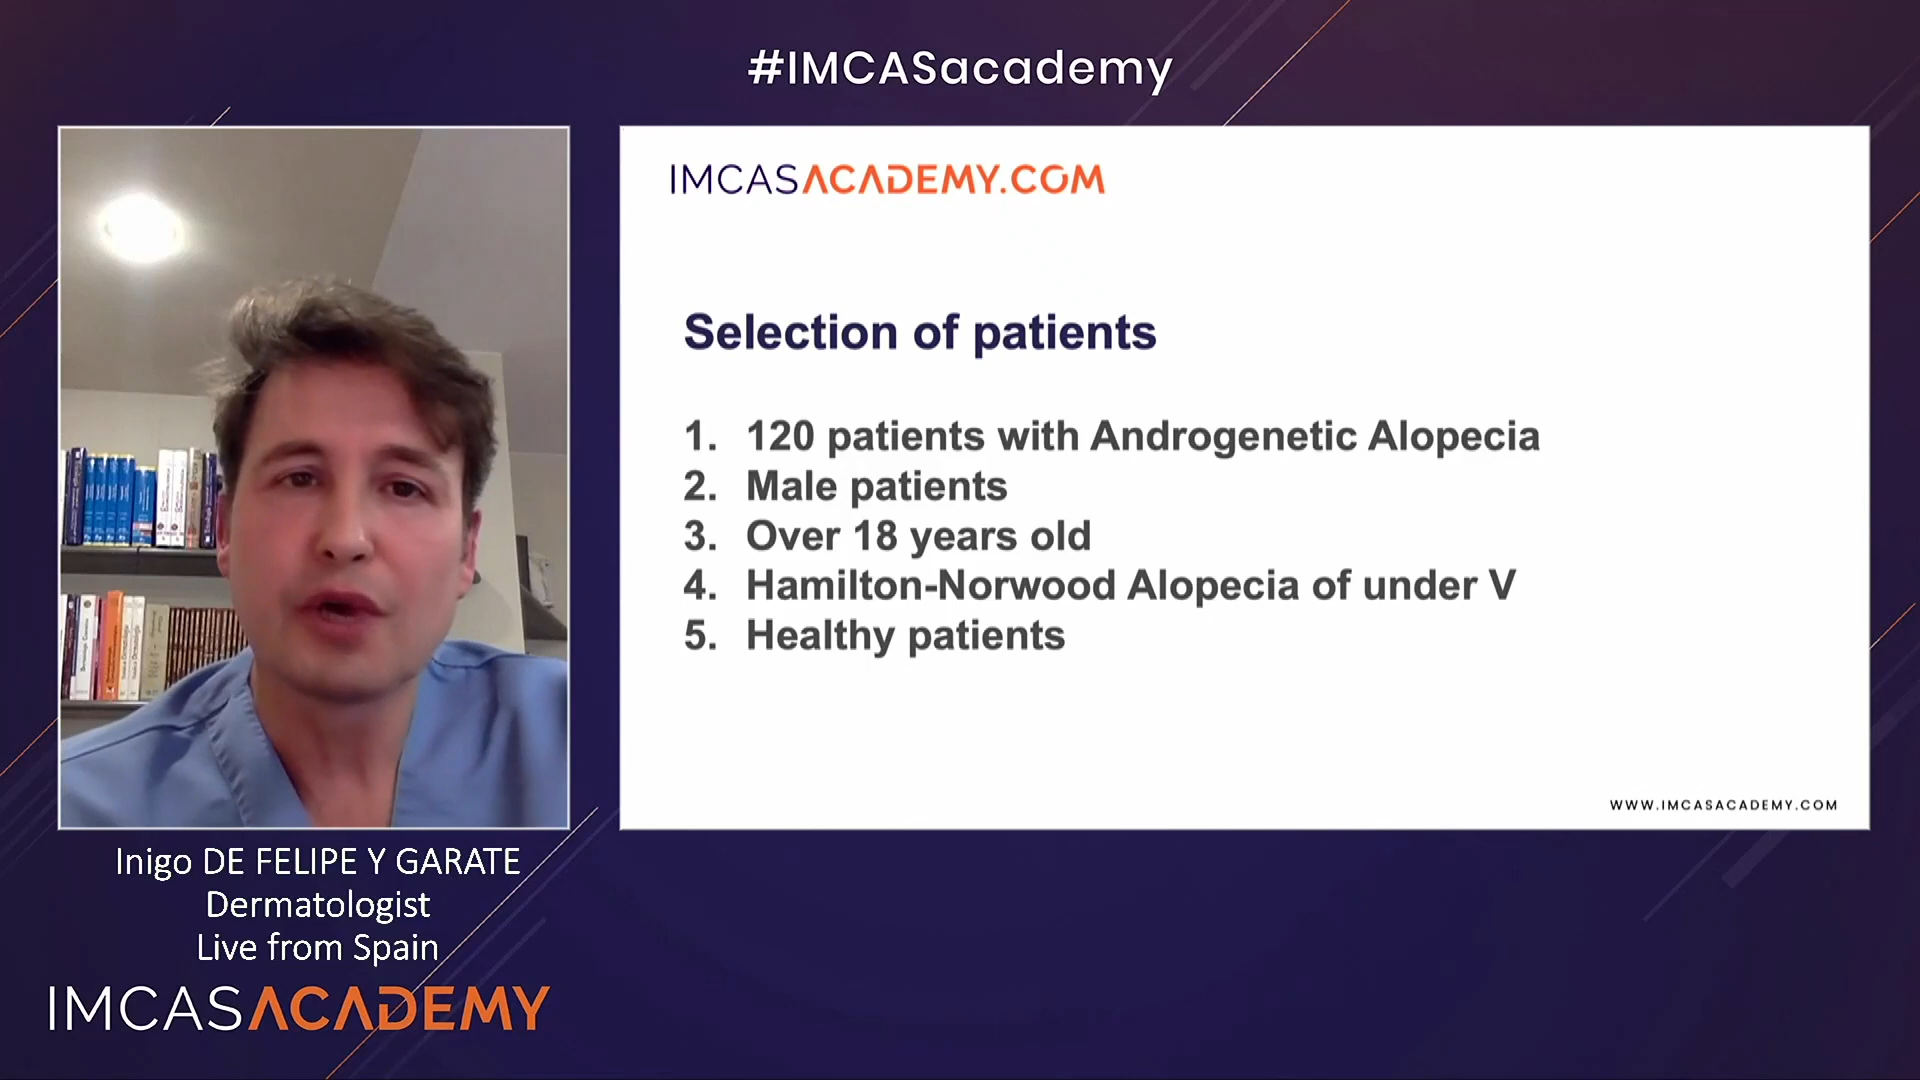 #IMCASacademy
IMCASACADEMY.COM
Selection of patients
1. 120 patients with Androgenetic Alopecia
2. Male patients
3. Over 18 years old
4. Hamilton-Norwood Alopecia of under V
5. Healthy patients
WWW.IMCASACADEMY.COM
Inigo DE FELIPE Y GARATE
Dermatologist
Live from Spain
IMCASACADEMY